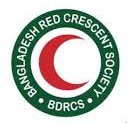 BANGLADESH RED CRESCENT SOCIETY
• BDRCS •